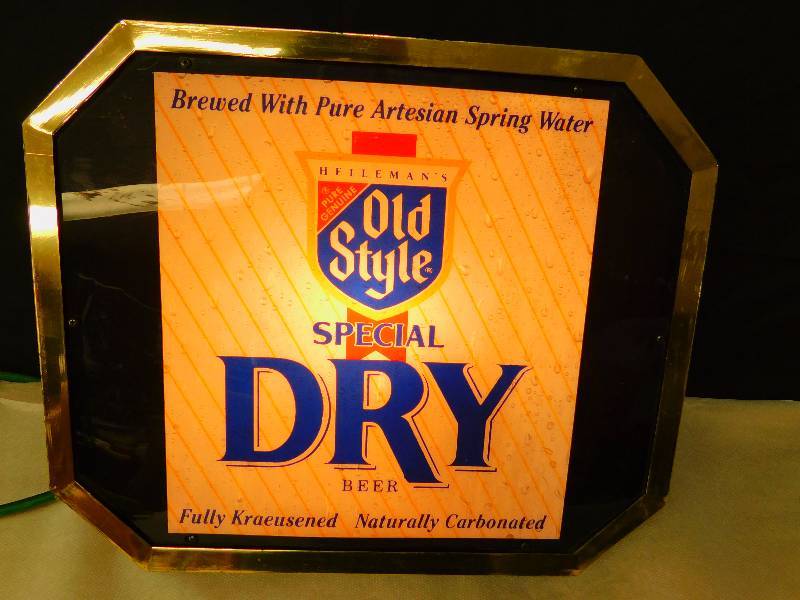 Brewed With Pure Artesian Spring Water
HEILEMAN'S
® PURE
GENUINE
Old
Style®
SPECIAL
DRY
BEER
Fully Kraeusened Naturally Carbonated